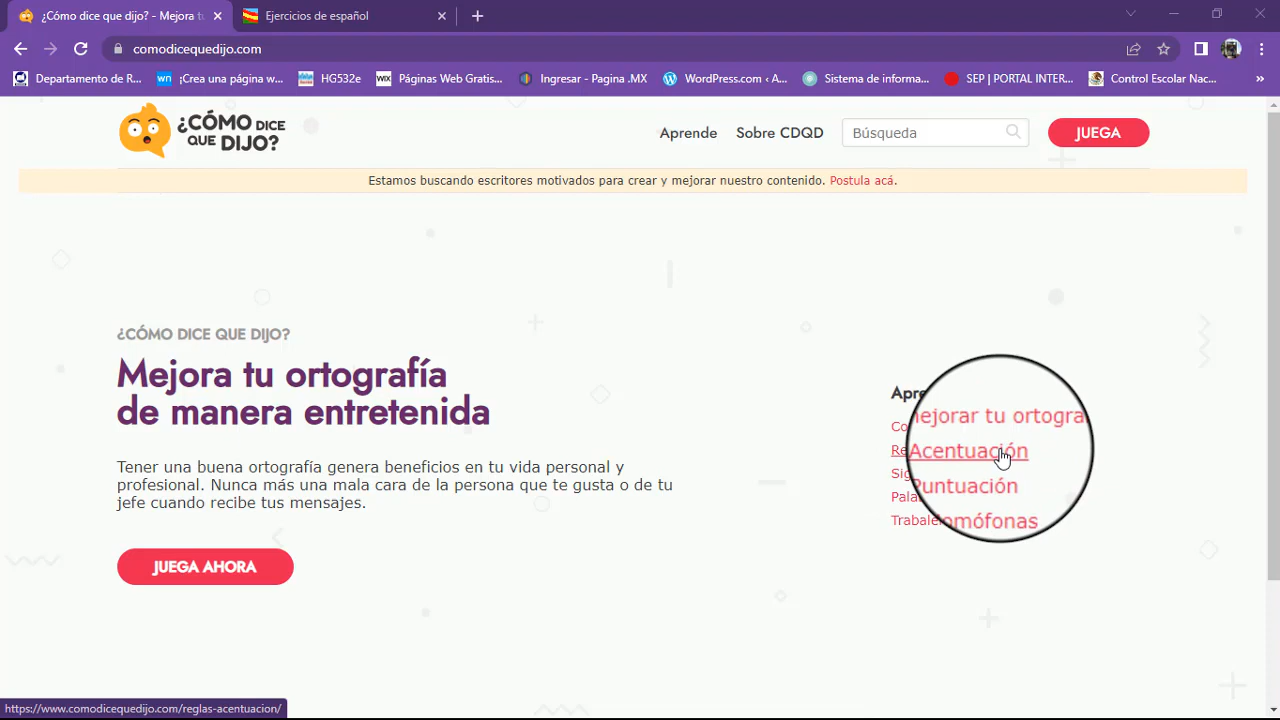 ¿Cómo dice que dijo? - Mejora tu
Ejercicios de español
comodicequedijo.com
Departamento de R...
¡Crea una página w...
HG532e
Páginas Web Gratis...
Ingresar - Pagina .MX
WordPress.com ‹ A...
Sistema de informa...
SEP | PORTAL INTER...
Control Escolar Nac...
¿CÓMO DICE
QUE DIJO?
Aprende
Sobre CDQD
Búsqueda
JUEGA
Estamos buscando escritores motivados para crear y mejorar nuestro contenido. Postula acá.
¿CÓMO DICE QUE DIJO?
Mejora tu ortografía
de manera entretenida
Tener una buena ortografía genera beneficios en tu vida personal y
profesional. Nunca más una mala cara de la persona que te gusta o de tu
jefe cuando recibe tus mensajes.
JUEGA AHORA
Apre
Co mejorar tu ortogra
Re Acentuación
Sig Puntuación
Pala omófonas
Trabale
https://www.comodicequedijo.com/reglas-acentuacion/